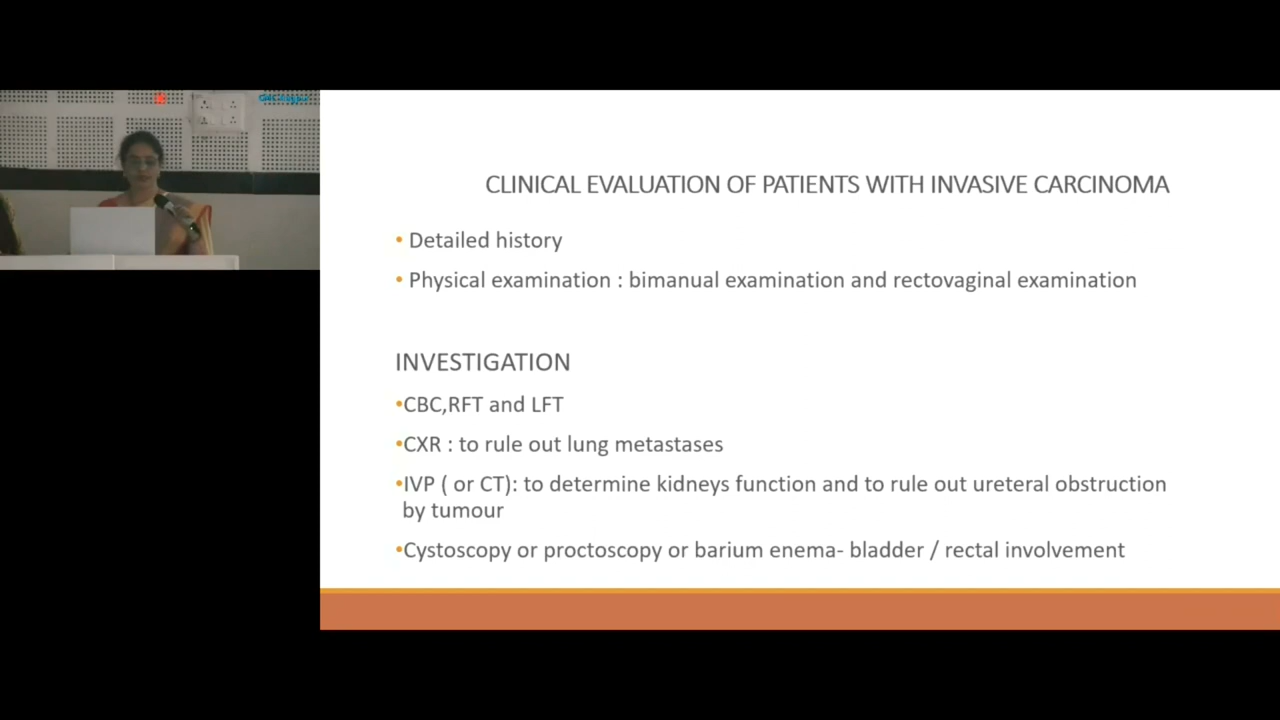 CLINICAL EVALUATION OF PATIENTS WITH INVASIVE CARCINOMA
• Detailed history
• Physical examination : bimanual examination and rectovaginal examination
INVESTIGATION
•CBC,RFT and LFT
•CXR : to rule out lung metastases
•IVP ( or CT): to determine kidneys function and to rule out ureteral obstruction
by tumour
•Cystoscopy or proctoscopy or barium enema- bladder / rectal involvement